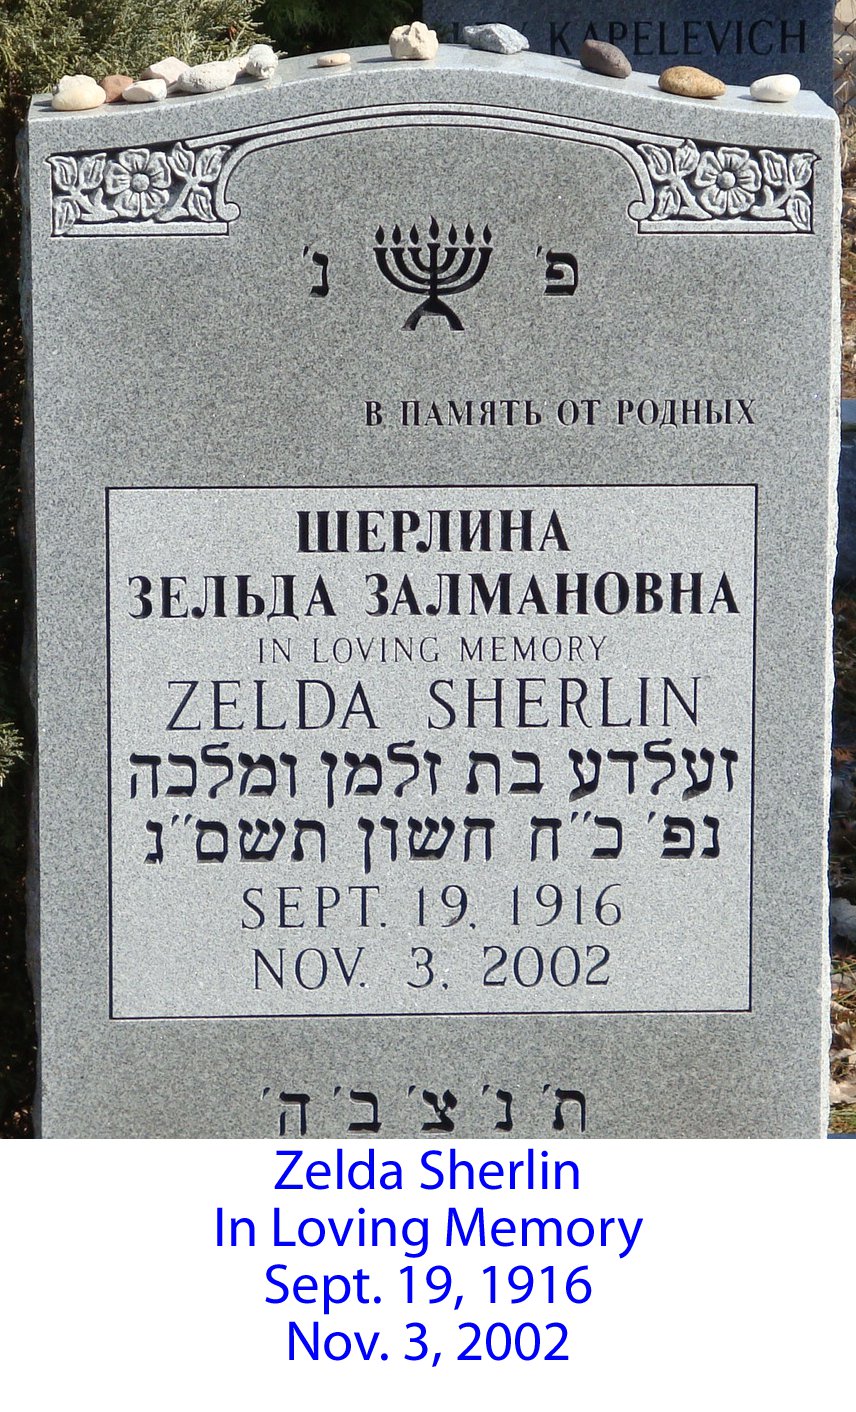 KAPELEVICH
פ׳ נ׳
В ПАМЯТЬ ОТ РОДНЫХ
ШЕРЛИНА
ЗЕЛЬДА ЗАЛМАНОВНА
IN LOVING MEMORY
ZELDA SHERLIN
זעלדע בת זלמן ומלכה
נפ׳ כ״ח חשון תשס״ג
SEPT. 19, 1916
NOV. 3, 2002
ת׳ נ׳ צ׳ ב׳ ה׳
Zelda Sherlin
In Loving Memory
Sept. 19, 1916
Nov. 3, 2002